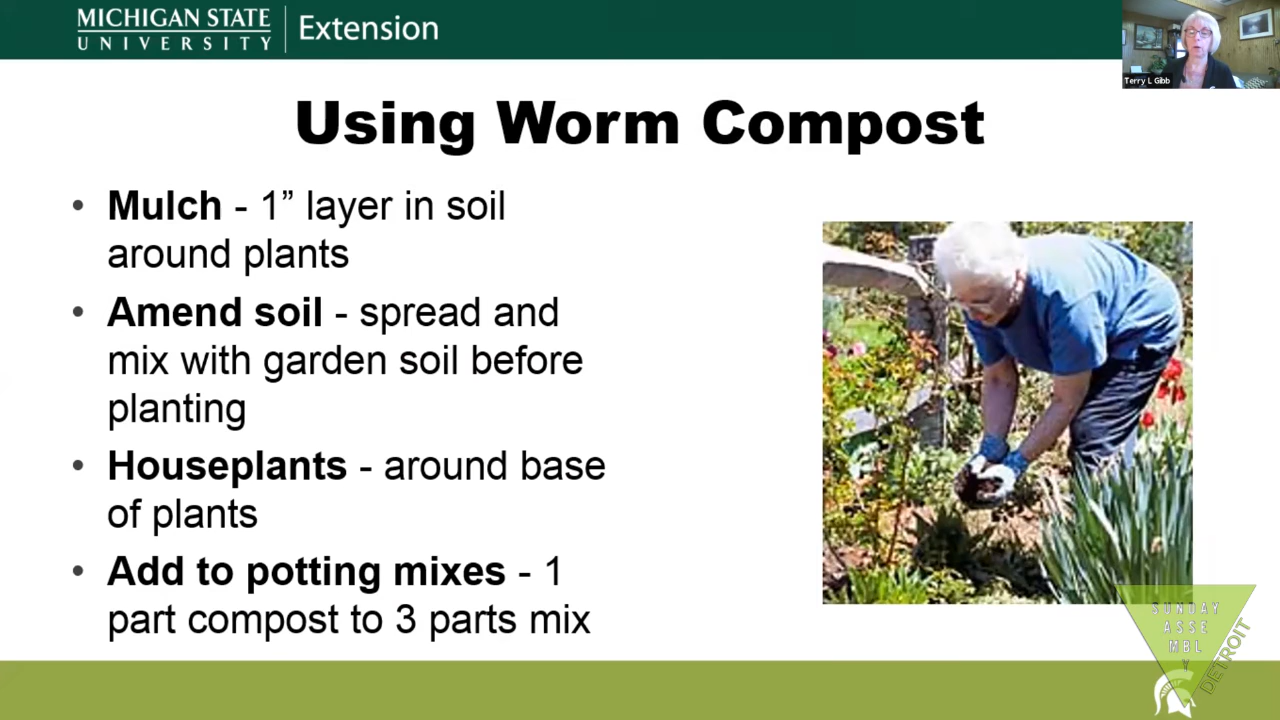 MICHIGAN STATE
UNIVERSITY
Extension
Terry L Gibb
Using Worm Compost
• Mulch - 1” layer in soil
around plants
• Amend soil - spread and
mix with garden soil before
planting
• Houseplants - around base
of plants
• Add to potting mixes - 1
part compost to 3 parts mix
SUNDAY
ASSE
MBL
Y
DETROIT